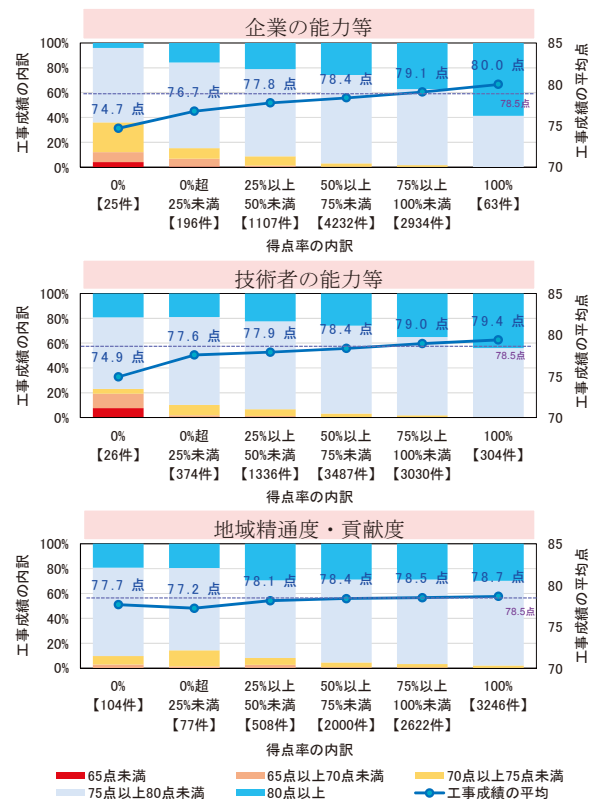 企業の能力等
工事成績の内訳
100%
80%
60%
40%
20%
0%
74.7 点
76.7 点
77.8 点
78.4 点
79.1 点
80.0 点
78.5点
85
80
75
70
工事成績の平均点
0% 0%超 25%以上 50%以上 75%以上 100%
【25件】 25%未満 50%未満 75%未満 100%未満 【63件】
【196件】 【1107件】 【4232件】 【2934件】
得点率の内訳
技術者の能力等
工事成績の内訳
100%
80%
60%
40%
20%
0%
74.9 点
77.6 点
77.9 点
78.4 点
79.0 点
79.4 点
78.5点
85
80
75
70
工事成績の平均点
0% 0%超 25%以上 50%以上 75%以上 100%
【26件】 25%未満 50%未満 75%未満 100%未満 【304件】
【374件】 【1336件】 【3487件】 【3030件】
得点率の内訳
地域精通度・貢献度
工事成績の内訳
100%
80%
60%
40%
20%
0%
77.7 点
77.2 点
78.1 点
78.4 点
78.5 点
78.7 点
78.5点
85
80
75
70
工事成績の平均点
0% 0%超 25%以上 50%以上 75%以上 100%
【104件】 25%未満 50%未満 75%未満 100%未満 【3246件】
【77件】 【508件】 【2000件】 【2622件】
得点率の内訳
65点未満 65点以上70点未満 70点以上75点未満
75点以上80点未満 80点以上 工事成績の平均